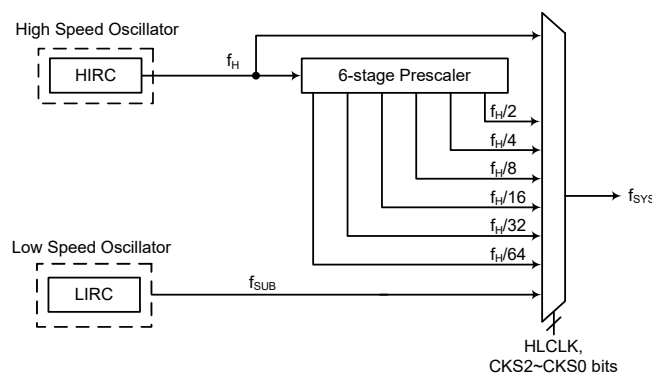 High Speed Oscillator
HIRC
fH
6-stage Prescaler
fH/2
fH/4
fH/8
fH/16
fH/32
fH/64
fSYS
Low Speed Oscillator
LIRC
fSUB
HLCLK,
CKS2~CKS0 bits